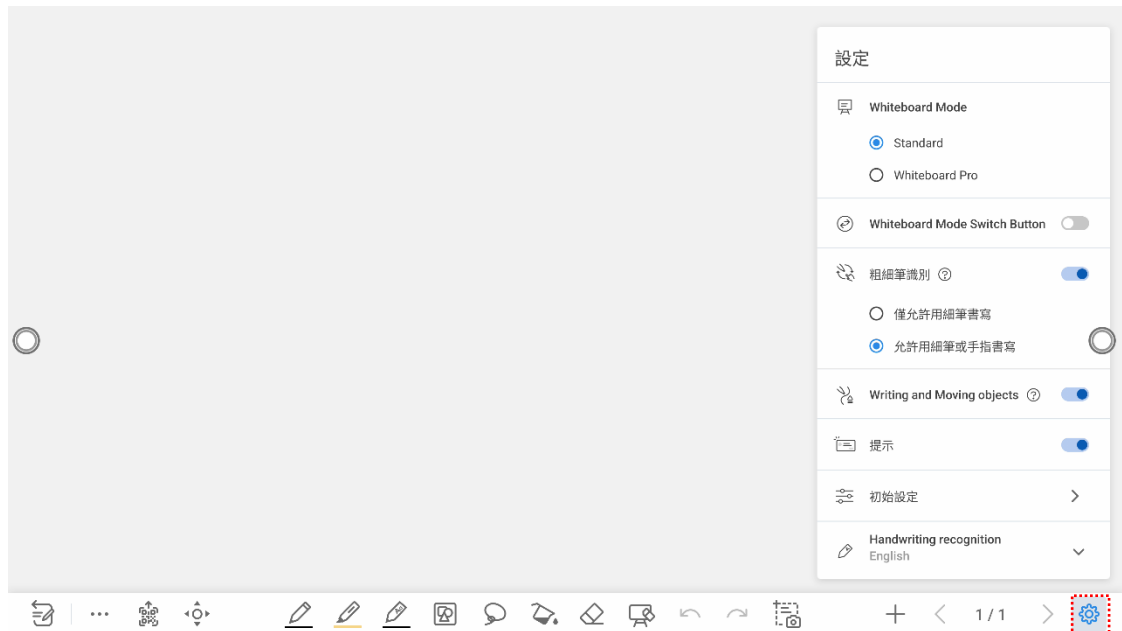 設定
Whiteboard Mode
Standard
Whiteboard Pro
Whiteboard Mode Switch Button
粗細筆識別
僅允許用細筆書寫
允許用細筆或手指書寫
Writing and Moving objects
提示
初始設定
Handwriting recognition
English
1 / 1